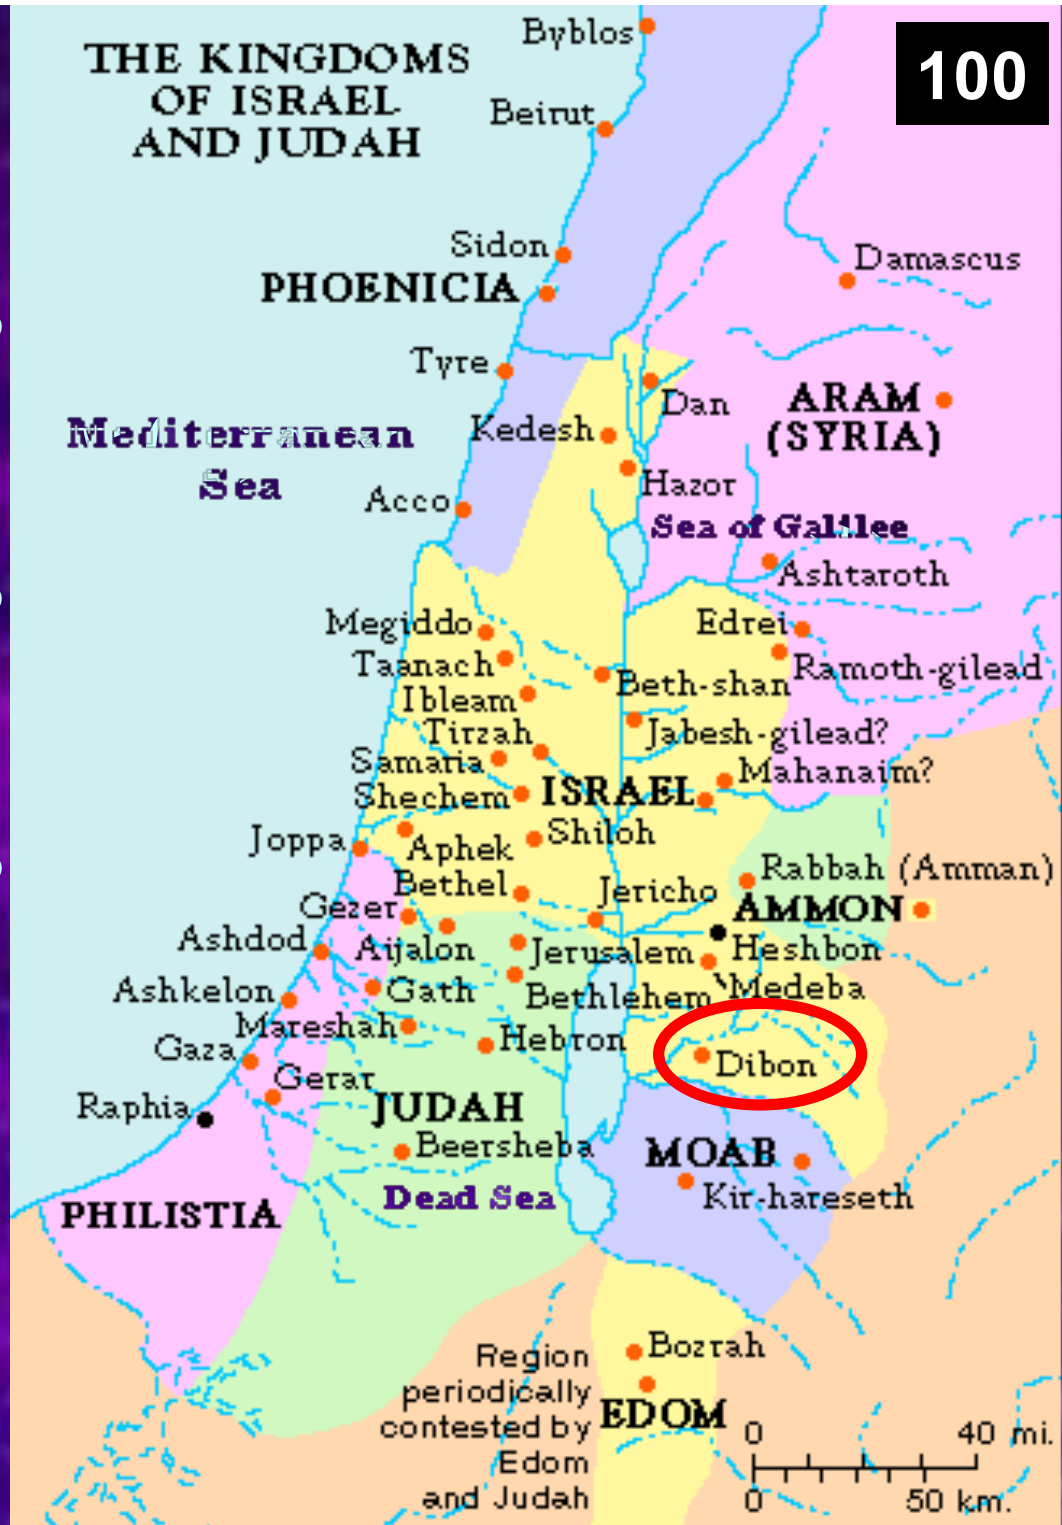 THE KINGDOMS
OF ISRAEL
AND JUDAH
100
Byblos
Beirut
Sidon
PHOENICIA
Damascus
Tyre
Dan
ARAM
(SYRIA)
Mediterranean
Sea
Kedesh
Hazor
Acco
Sea of Galilee
Ashtaroth
Megiddo
Edrei
Taanach
Ramoth-gilead
Beth-shan
Ibleam
Tirzah
Jabesh-gilead?
Samaria
Mahanaim?
Shechem
ISRAEL
Joppa
Aphek
Shiloh
Rabbah (Amman)
Bethel
Jericho
Gezer
AMMON
Ashdod
Aijalon
Jerusalem
Heshbon
Ashkelon
Gath
Bethlehem
Medeba
Mareshah
Hebron
Gaza
Dibon
Gerar
Raphia
JUDAH
Beersheba
MOAB
Dead Sea
Kir-hareseth
PHILISTIA
Bozrah
Region
periodically
contested by
Edom
and Judah
EDOM
0 40 mi.
0 50 km.